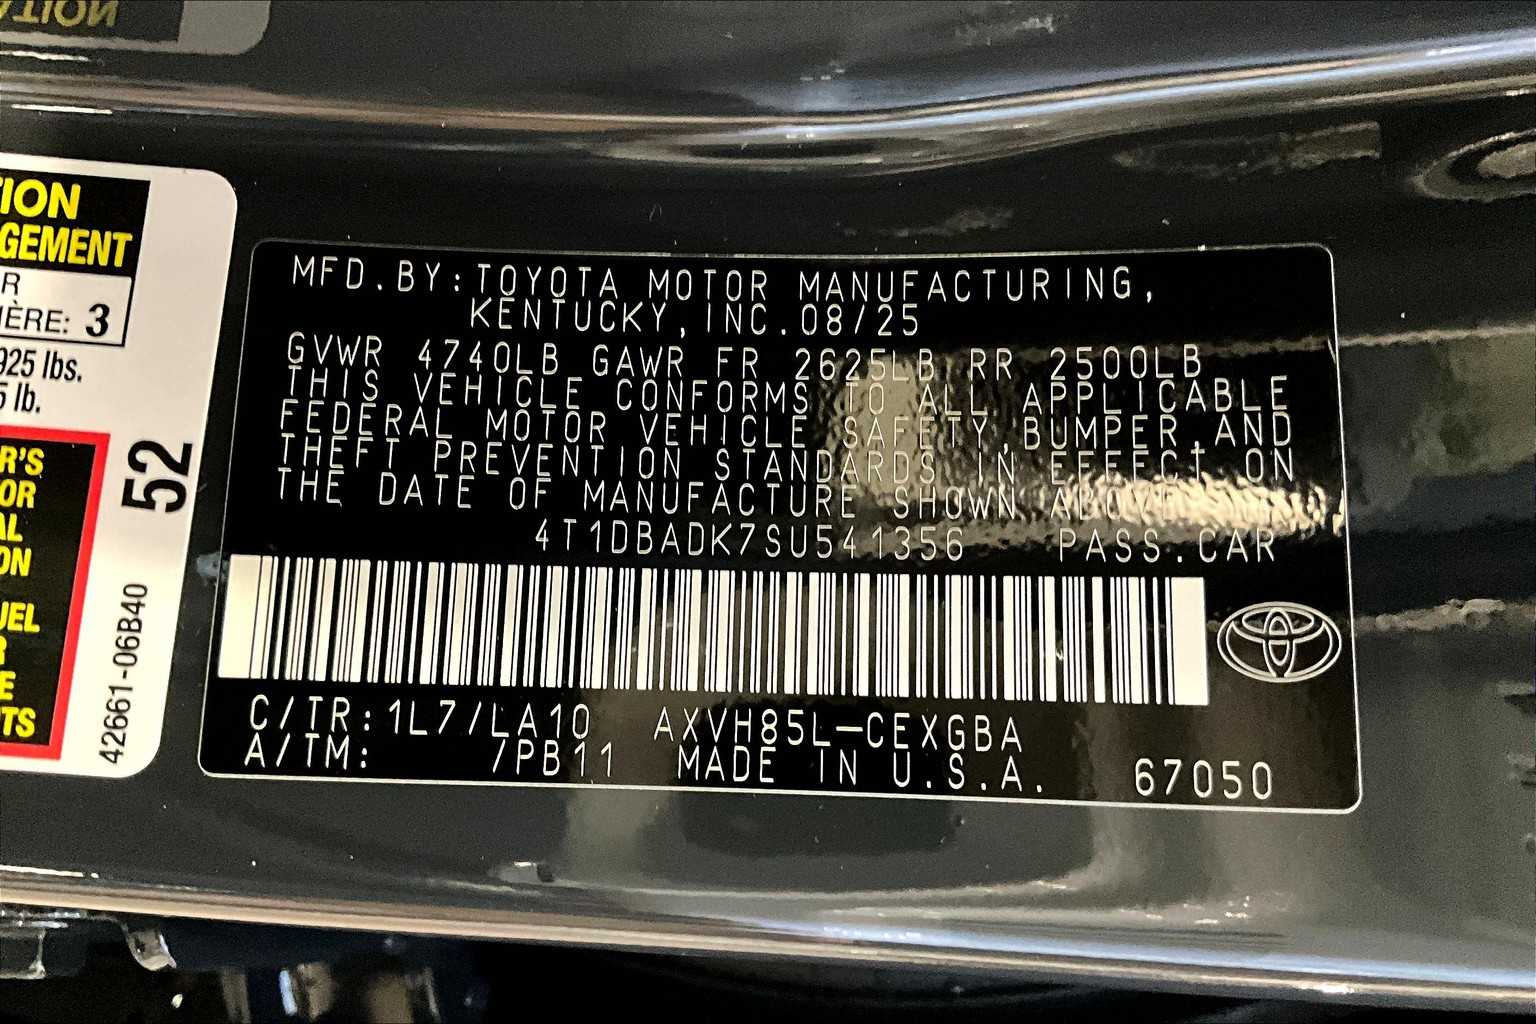 ATION
TION
GEMENT
R
IÈRE: 3
925 lbs.
5 lb.
R'S
OR
AL
ON
UEL
R
E
TS
52
42661-06B40
MFD.BY:TOYOTA MOTOR MANUFACTURING,
KENTUCKY,INC.08/25
GVWR 4740LB GAWR FR 2625LB RR 2500LB
THIS VEHICLE CONFORMS TO ALL APPLICABLE
FEDERAL MOTOR VEHICLE SAFETY,BUMPER,AND
THEFT PREVENTION STANDARDS IN EFFECT ON
THE DATE OF MANUFACTURE SHOWN ABOVE.
4T1DBADK7SU541356 PASS.CAR
C/TR:1L7/LA10 AXVH85L-CEXGBA
A/TM: /PB11 MADE IN U.S.A. 67050